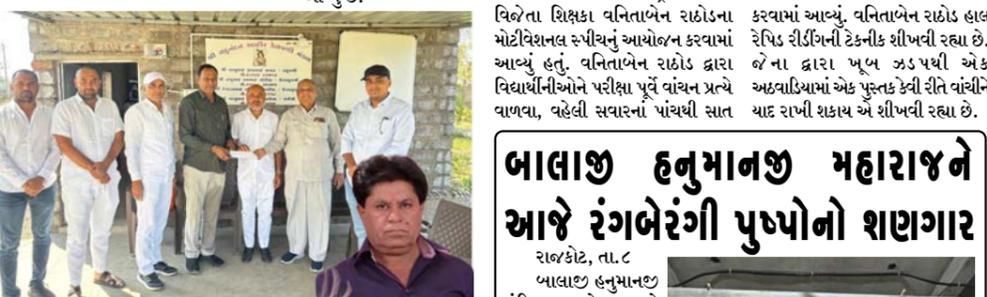 વિજેતા શિક્ષકા વનિતાબેન રાઠોડના
મોટીવેશનલ સ્પીચનું આયોજન કરવામાં
આવ્યું હતું. વનિતાબેન રાઠોડ દ્વારા
વિદ્યાર્થીનીઓને પરીક્ષા પૂર્વે વાંચન પ્રત્યે
વાળવા, વહેલી સવારનાં પાંચથી સાત
કરવામાં આવ્યું. વનિતાબેન રાઠોડ હાલ
રેપિડ રીડીંગની ટેકનીક શીખવી રહ્યા છે.
જેના દ્વારા ખૂબ ઝડપથી એક
અઠવાડિયામાં એક પુસ્તક કેવી રીતે વાંચીને
યાદ રાખી શકાય એ શીખવી રહ્યા છે.
બાલાજી હનુમાનજી મહારાજને
આજે રંગબેરંગી પુષ્પોનો શણગાર
રાજકોટ, તા.૮
બાલાજી હનુમાનજી